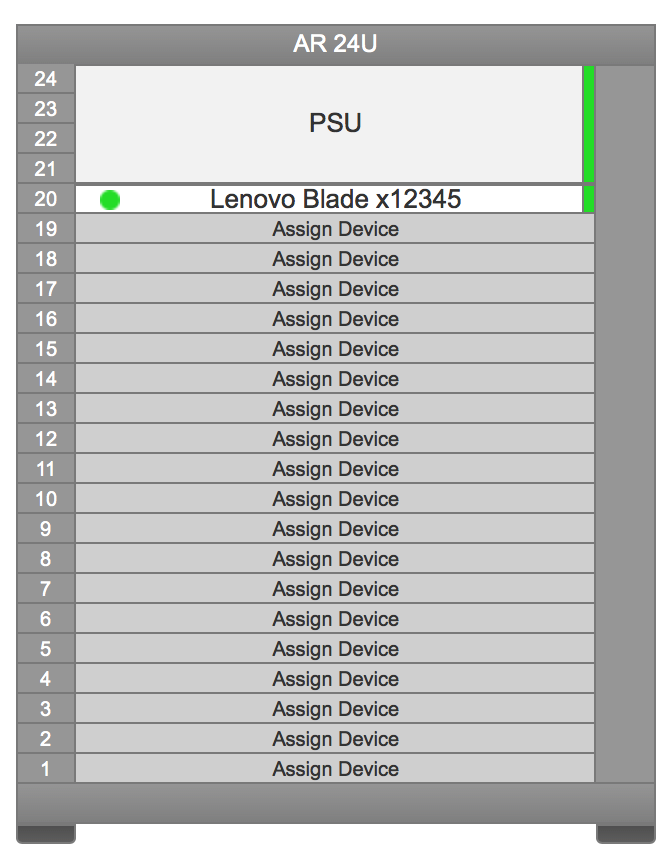 AR 24U
24
23
PSU
22
21
20 Lenovo Blade x12345
19 Assign Device
18 Assign Device
17 Assign Device
16 Assign Device
15 Assign Device
14 Assign Device
13 Assign Device
12 Assign Device
11 Assign Device
10 Assign Device
9 Assign Device
8 Assign Device
7 Assign Device
6 Assign Device
5 Assign Device
4 Assign Device
3 Assign Device
2 Assign Device
1 Assign Device